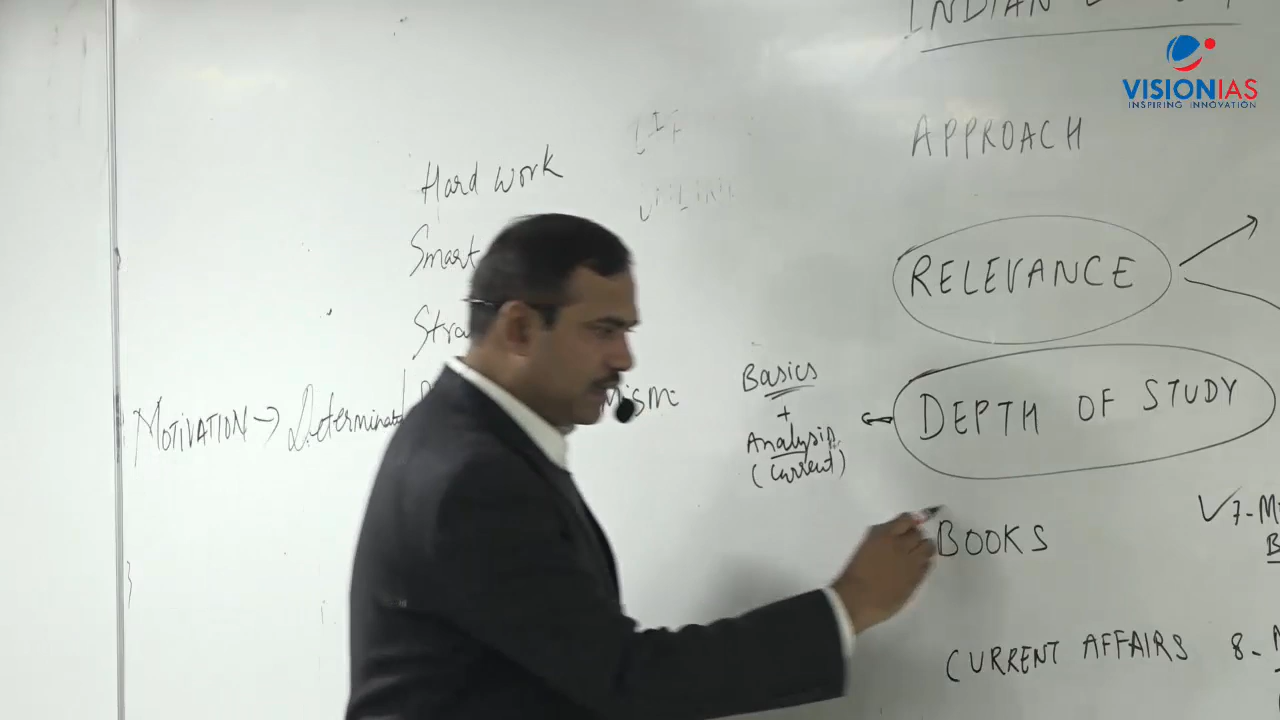 INDIAN
VISIONIAS
INSPIRING INNOVATION
APPROACH
Hard work
Smart
RELEVANCE
Stra
MOTIVATION →
Basics
+
Analysis
(Current)
DEPTH OF STUDY
BOOKS
7-
CURRENT AFFAIRS 8-